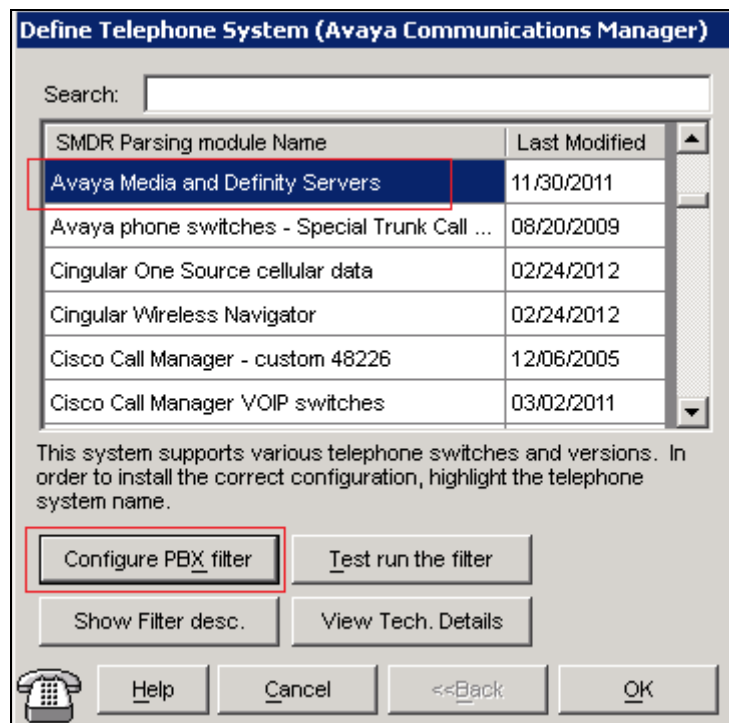 Define Telephone System (Avaya Communications Manager)
Search:
SMDR Parsing module Name Last Modified
Avaya Media and Definity Servers 11/30/2011
Avaya phone switches - Special Trunk Call ... 08/20/2009
Cingular One Source cellular data 02/24/2012
Cingular Wireless Navigator 02/24/2012
Cisco Call Manager - custom 48226 12/06/2005
Cisco Call Manager VOIP switches 03/02/2011
This system supports various telephone switches and versions. In
order to install the correct configuration, highlight the telephone
system name.
Configure PBX filter Test run the filter
Show Filter desc. View Tech. Details
Help Cancel <<Back OK